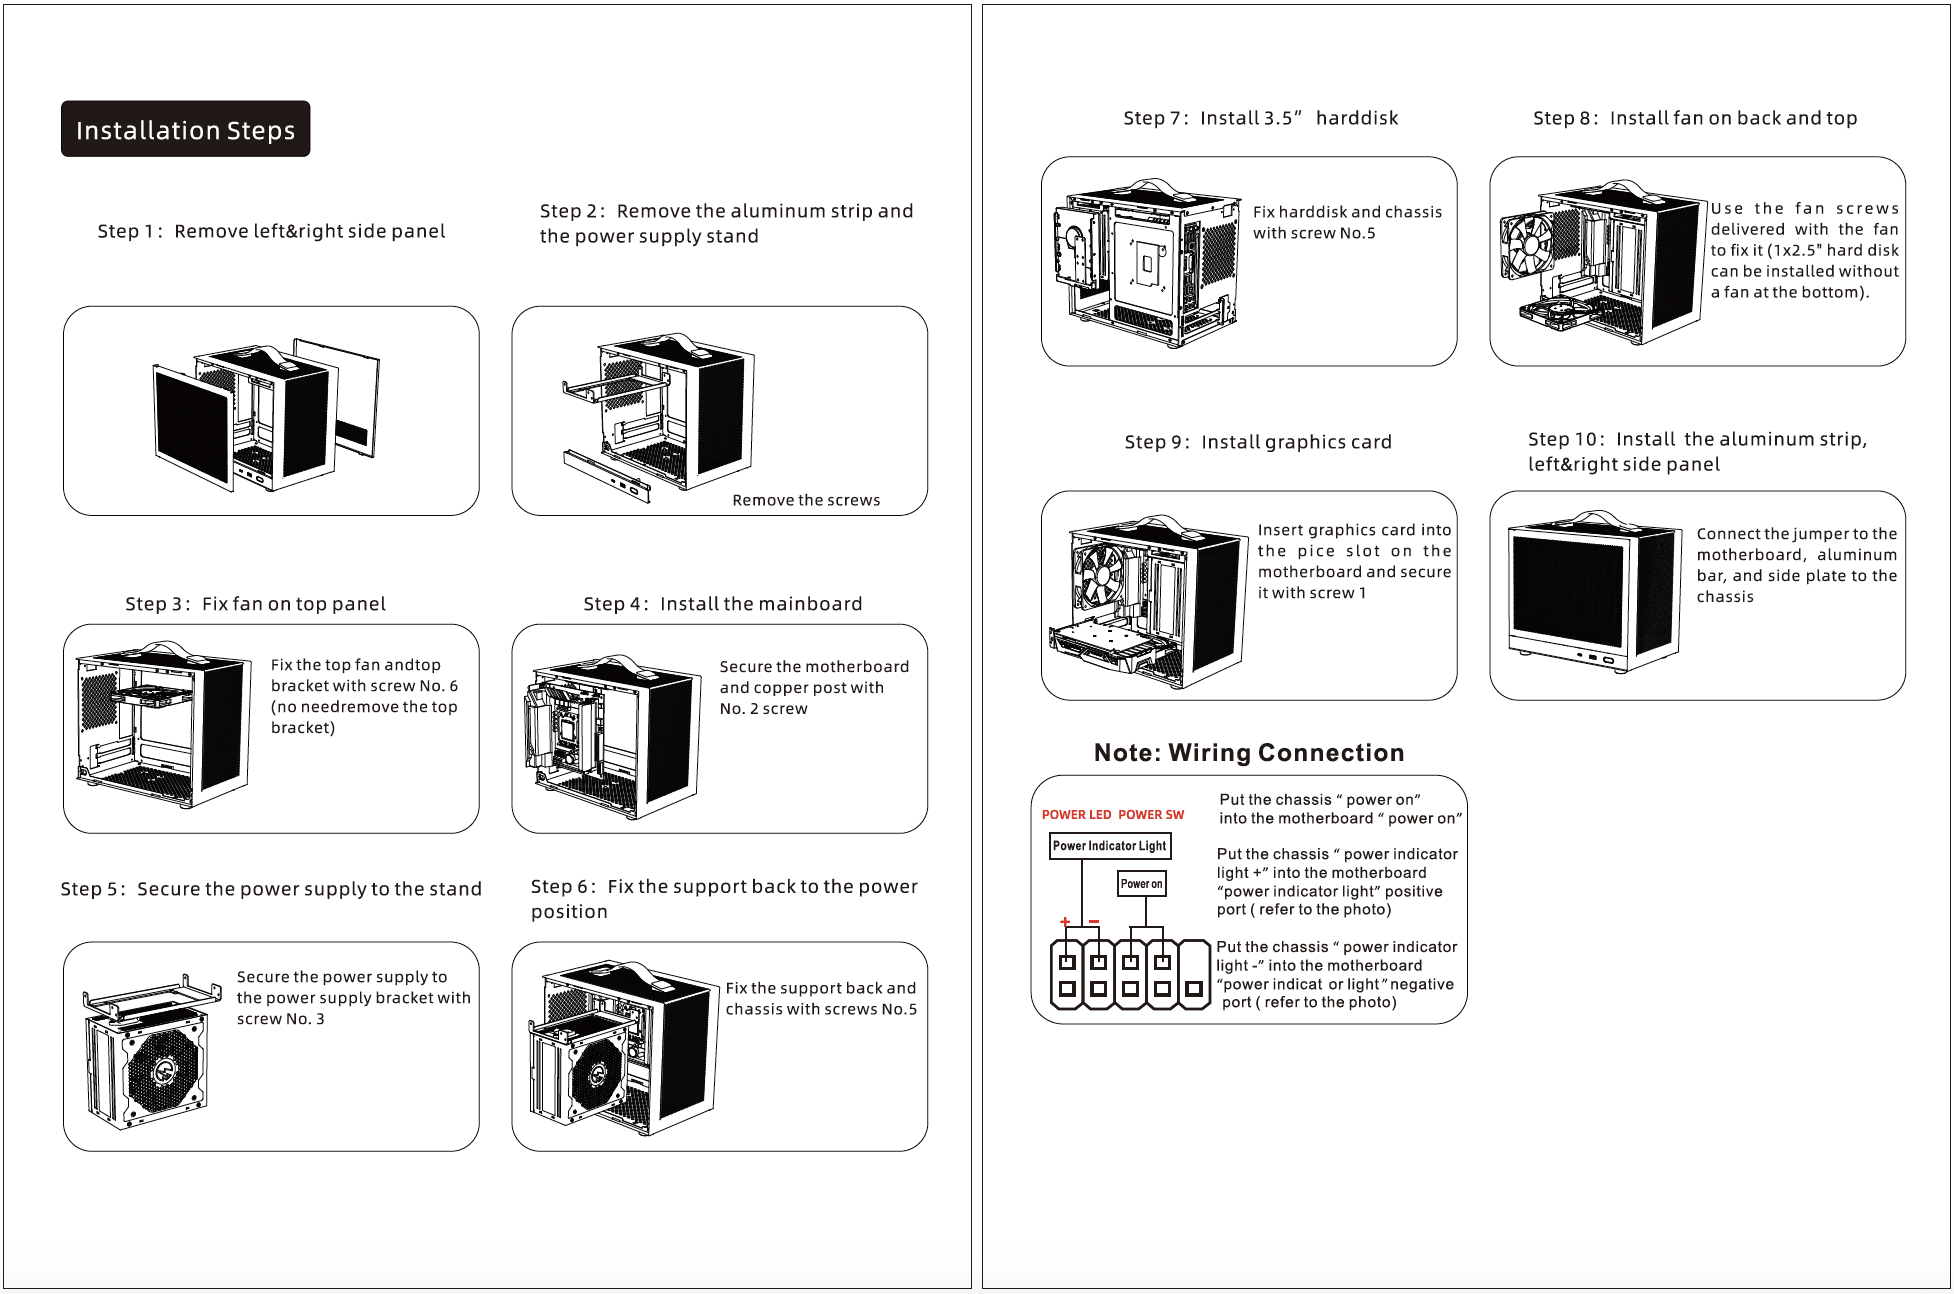 Installation Steps
Step 1: Remove left&right side panel
Step 2: Remove the aluminum strip and
the power supply stand
Remove the screws
Step 3: Fix fan on top panel
Fix the top fan andtop
bracket with screw No. 6
(no needremove the top
bracket)
Step 4: Install the mainboard
Secure the motherboard
and copper post with
No. 2 screw
Step 5: Secure the power supply to the stand
Secure the power supply to
the power supply bracket with
screw No. 3
Step 6: Fix the support back to the power
position
Fix the support back and
chassis with screws No.5
Step 7: Install 3.5” harddisk
Fix harddisk and chassis
with screw No.5
Step 8: Install fan on back and top
Use the fan screws
delivered with the fan
to fix it (1x2.5" hard disk
can be installed without
a fan at the bottom).
Step 9: Install graphics card
Insert graphics card into
the pice slot on the
motherboard and secure
it with screw 1
Step 10: Install the aluminum strip,
left&right side panel
Connect the jumper to the
motherboard, aluminum
bar, and side plate to the
chassis
Note: Wiring Connection
POWER LED POWER SW
Power Indicator Light
Power on
+ −
Put the chassis “ power on”
into the motherboard “ power on”
Put the chassis “ power indicator
light +” into the motherboard
“power indicator light” positive
port ( refer to the photo)
Put the chassis “ power indicator
light -” into the motherboard
“power indicat or light” negative
port ( refer to the photo)